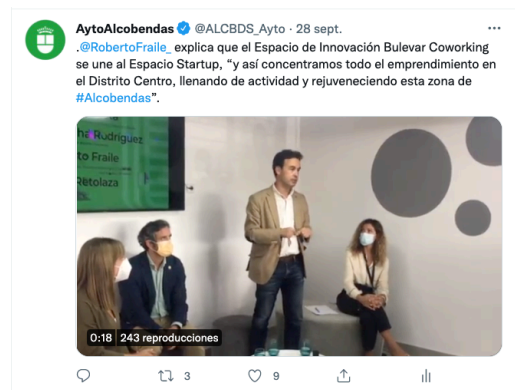 AytoAlcobendas @ALCBDS_Ayto · 28 sept.
.@RobertoFraile_ explica que el Espacio de Innovación Bulevar Coworking
se une al Espacio Startup, “y así concentramos todo el emprendimiento en
el Distrito Centro, llenando de actividad y rejuveneciendo esta zona de
#Alcobendas”.
Rodríguez
to Fraile
Retolaza
0:18 243 reproducciones
3 9